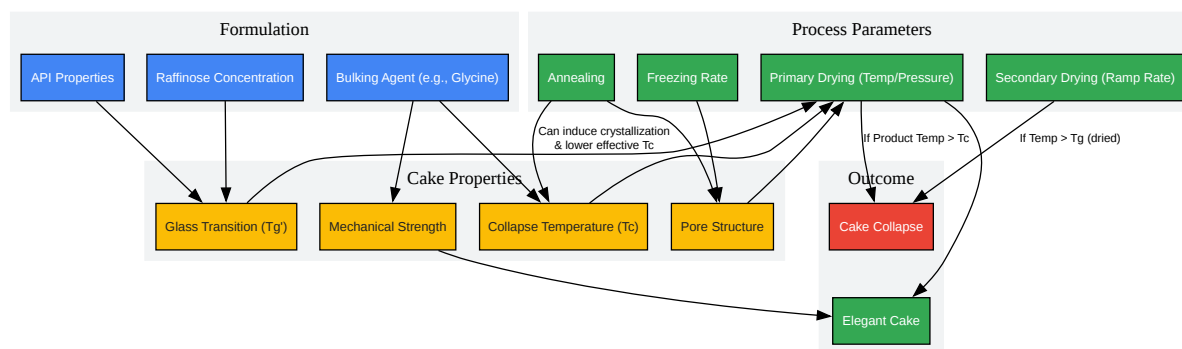 Formulation
Process Parameters
API Properties
Raffinose Concentration
Bulking Agent (e.g., Glycine)
Annealing
Freezing Rate
Primary Drying (Temp/Pressure)
Secondary Drying (Ramp Rate)
Can induce crystallization
& lower effective Tc
If Product Temp > Tc
If Temp > Tg (dried)
Cake Properties
Outcome
Glass Transition (Tg')
Mechanical Strength
Collapse Temperature (Tc)
Pore Structure
Cake Collapse
Elegant Cake